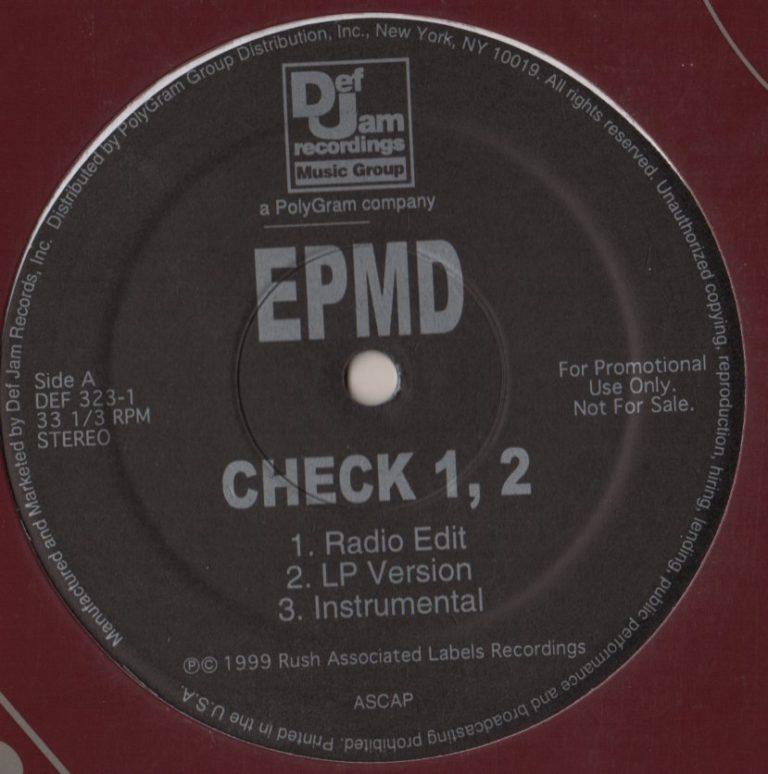 Def
Jam
recordings
Music Group
a PolyGram company
EPMD
Side A
DEF 323-1
33 1/3 RPM
STEREO
For Promotional
Use Only.
Not For Sale.
CHECK 1, 2
1. Radio Edit
2. LP Version
3. Instrumental
℗© 1999 Rush Associated Labels Recordings
ASCAP
Manufactured and Marketed by Def Jam Records, Inc. Distributed by PolyGram Group Distribution, Inc., New York, NY 10019. All rights reserved. Unauthorized copying, reproduction, hiring, lending, public performance and broadcasting prohibited. Printed in the U.S.A.